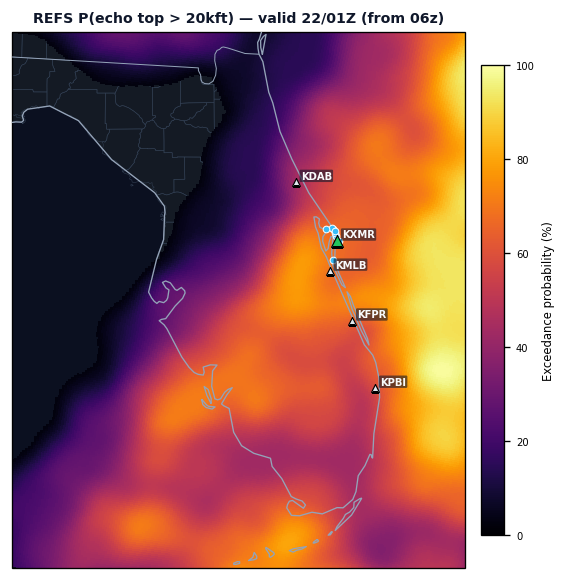 REFS P(echo top > 20kft) — valid 22/01Z (from 06z)
KDAB
KXMR
KMLB
KFPR
KPBI
100
80
60
40
20
0
Exceedance probability (%)